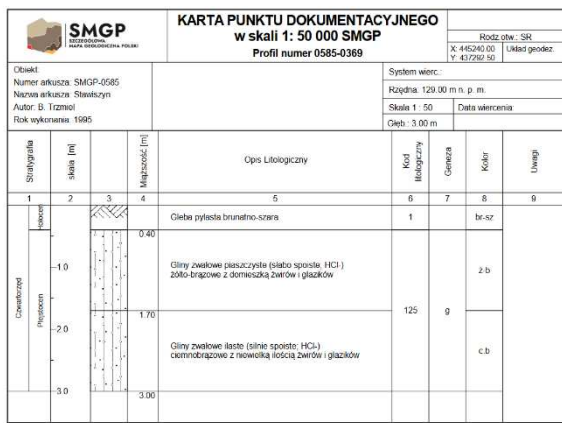 SMGP
SZCZEGÓŁOWA
MAPA GEOLOGICZNA POLSKI
KARTA PUNKTU DOKUMENTACYJNEGO
w skali 1: 50 000 SMGP
Profil numer 0585-0369
Rodz.otw.: SR
X: 445240.00
Y: 437282.50
Układ geodez.
Obiekt:
Numer arkusza: SMGP-0585
Nazwa arkusza: Stawiszyn
Autor: B. Trzmiel
Rok wykonania: 1995
System wierc.:
Rzędna: 129.00 m n. p. m.
Skala 1 : 50
Data wiercenia:
Głęb.: 3.00 m
Stratygrafia
skala [m]
Miąższość [m]
Opis Litologiczny
Kod litologiczny
Geneza
Kolor
Uwagi
1 2 3 4 5 6 7 8 9
Czwartorzęd
Holocen
Plejstocen
Gleba pylasta brunatno-szara
1
br-sz
0.40
Gliny zwałowe piaszczyste (słabo spoiste, HCl-)
żółto-brązowe z domieszką żwirów i głazików
1.0
ż-b
125
g
1.70
2.0
Gliny zwałowe ilaste (silnie spoiste, HCl-)
ciemnobrązowe z niewielką ilością żwirów i głazików
c.b
3.0
3.00